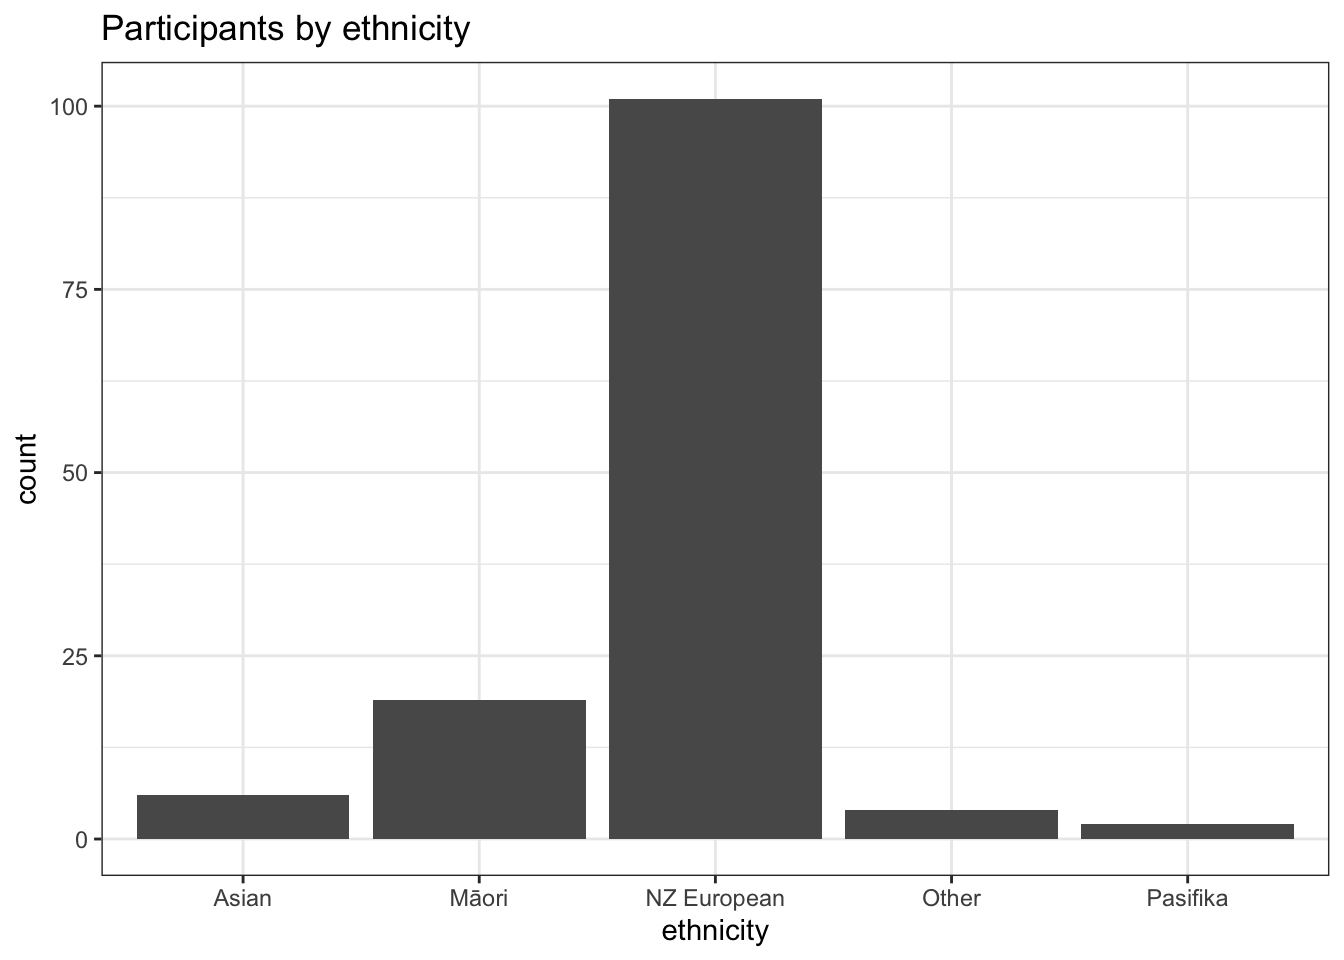 Participants by ethnicity
100
75
50
25
0
count
Asian
Māori
NZ European
Other
Pasifika
ethnicity